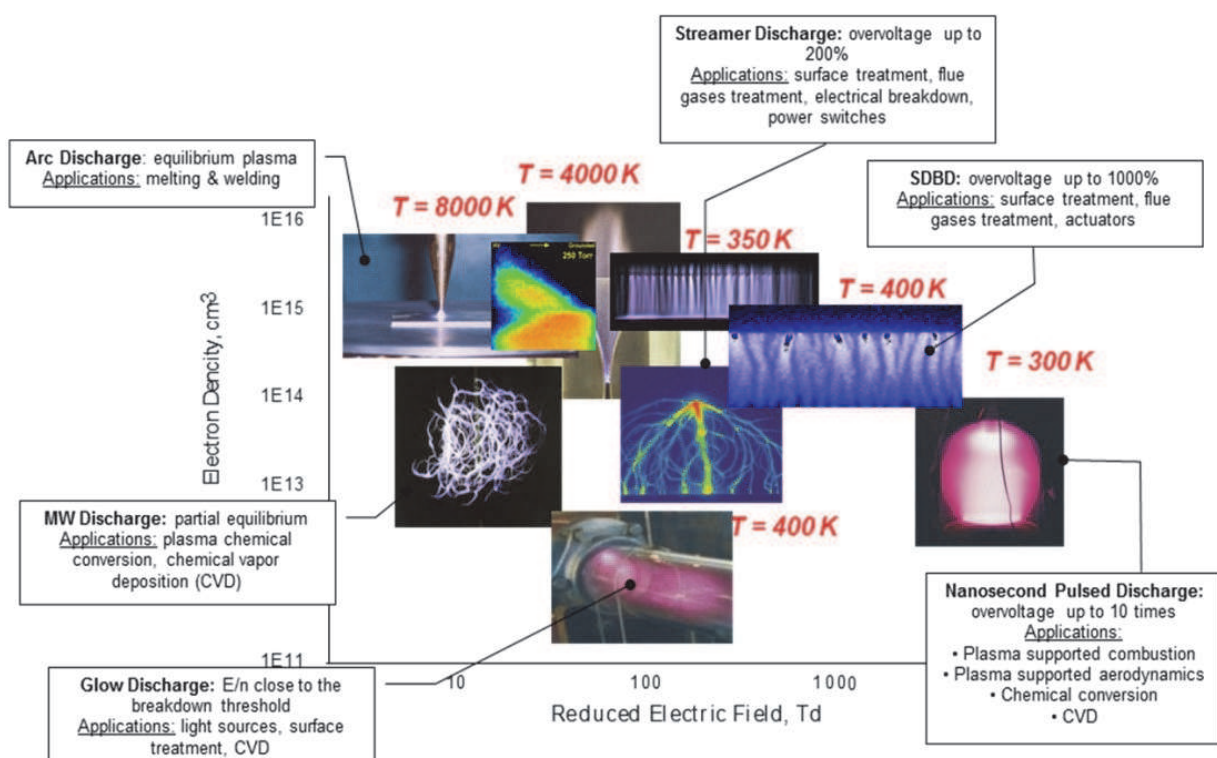 Streamer Discharge: overvoltage up to
200%
Applications: surface treatment, flue
gases treatment, electrical breakdown,
power switches
Arc Discharge: equilibrium plasma
Applications: melting & welding
SDBD: overvoltage up to 1000%
Applications: surface treatment, flue
gases treatment, actuators
T = 4000 K
T = 8000 K
T = 350 K
T = 400 K
T = 300 K
T = 400 K
Grounded
250 Torr
Electron Dencity, cm3
1E16
1E15
1E14
1E13
1E11
MW Discharge: partial equilibrium
Applications: plasma chemical
conversion, chemical vapor
deposition (CVD)
Nanosecond Pulsed Discharge:
overvoltage up to 10 times
Applications:
• Plasma supported combustion
• Plasma supported aerodynamics
• Chemical conversion
• CVD
Glow Discharge: E/n close to the
breakdown threshold
Applications: light sources, surface
treatment, CVD
10
100
1000
Reduced Electric Field, Td